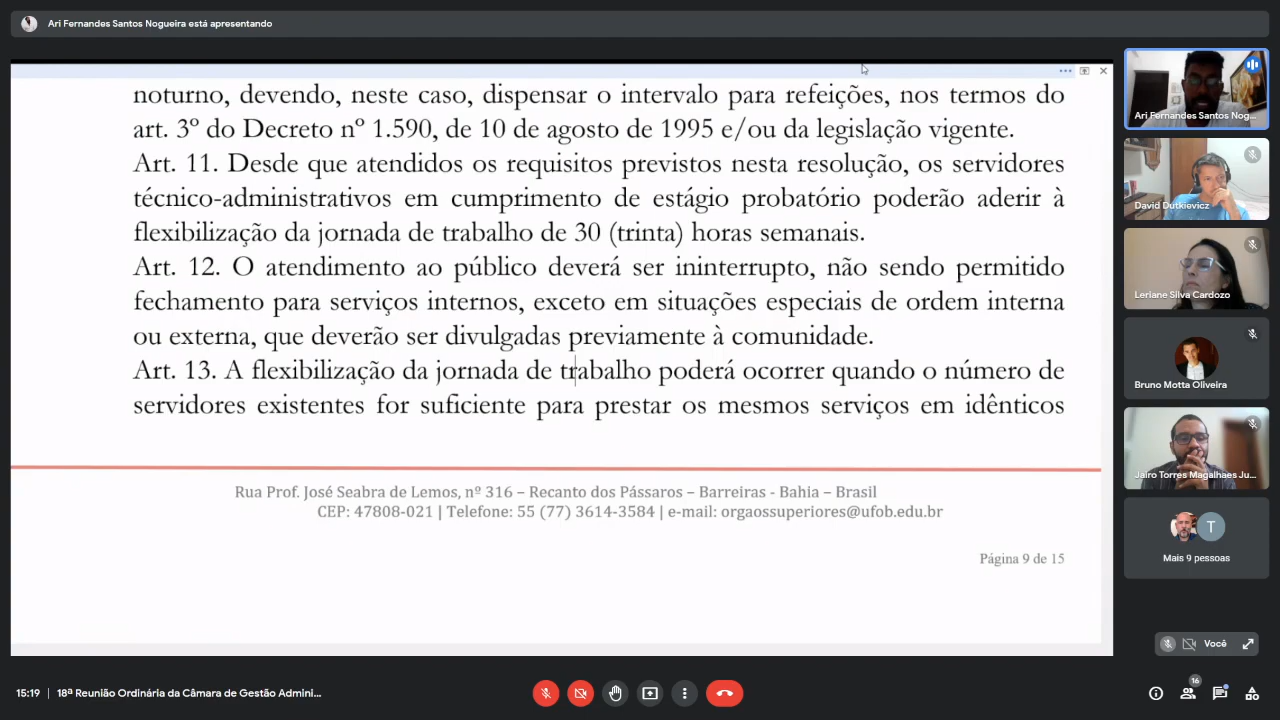 Ari Fernandes Santos Nogueira está apresentando
noturno, devendo, neste caso, dispensar o intervalo para refeições, nos termos do
art. 3º do Decreto nº 1.590, de 10 de agosto de 1995 e/ou da legislação vigente.
Art. 11. Desde que atendidos os requisitos previstos nesta resolução, os servidores
técnico-administrativos em cumprimento de estágio probatório poderão aderir à
flexibilização da jornada de trabalho de 30 (trinta) horas semanais.
Art. 12. O atendimento ao público deverá ser ininterrupto, não sendo permitido
fechamento para serviços internos, exceto em situações especiais de ordem interna
ou externa, que deverão ser divulgadas previamente à comunidade.
Art. 13. A flexibilização da jornada de trabalho poderá ocorrer quando o número de
servidores existentes for suficiente para prestar os mesmos serviços em idênticos
Rua Prof. José Seabra de Lemos, nº 316 – Recanto dos Pássaros – Barreiras - Bahia – Brasil
CEP: 47808-021 | Telefone: 55 (77) 3614-3584 | e-mail: orgaossuperiores@ufob.edu.br
Página 9 de 15
Ari Fernandes Santos Nog...
David Dutkievicz
Leriane Silva Cardozo
Bruno Motta Oliveira
Jairo Torres Magalhaes Ju...
T
Mais 9 pessoas
Você
15:19 | 18ª Reunião Ordinária da Câmara de Gestão Admini...
16